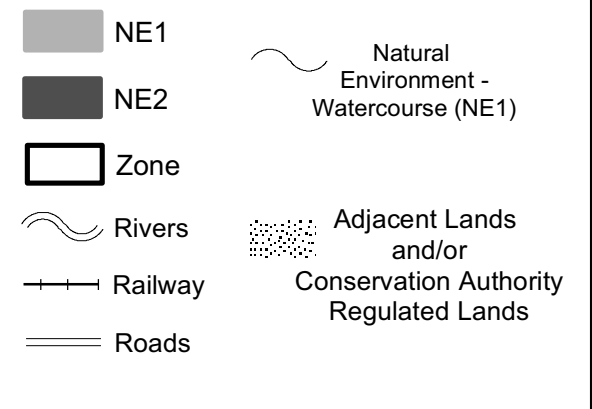 NE1
NE2
Zone
Rivers
Railway
Roads
Natural
Environment -
Watercourse (NE1)
Adjacent Lands
and/or
Conservation Authority
Regulated Lands